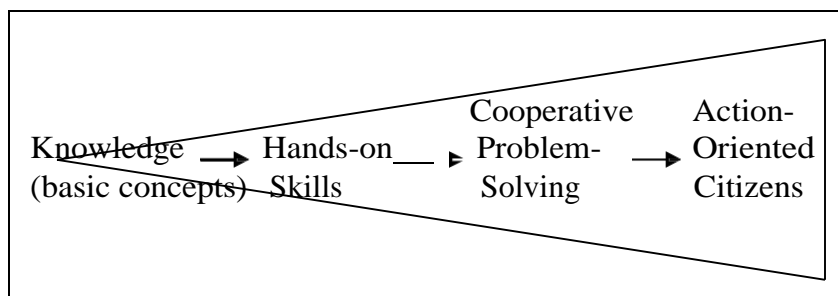 Cooperative Action-
Knowledge Hands-on Problem- Oriented
(basic concepts) Skills Solving Citizens